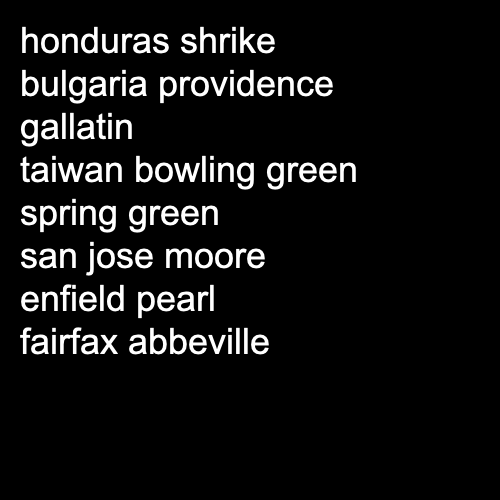 honduras shrike
bulgaria providence
gallatin
taiwan bowling green
spring green
san jose moore
enfield pearl
fairfax abbeville